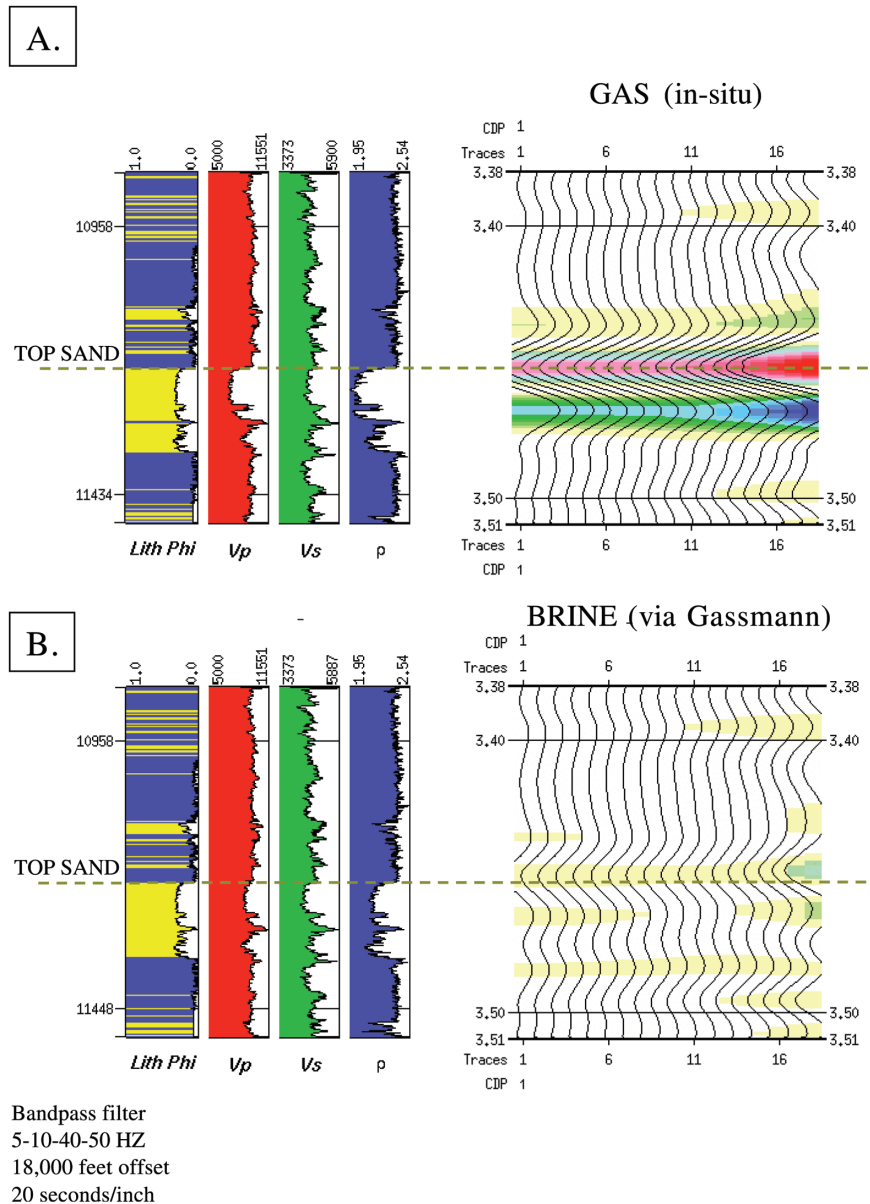 A.
GAS (in-situ)
CDP 1
Traces 1 6 11 16
1.0 0. 5000 11551 3373 5900 1.95 2.54
3.38 3.38
10958 3.40 3.40
TOP SAND
11434 3.50 3.50
3.51 3.51
Lith Phi Vp Vs ρ
Traces 1 6 11 16
CDP 1
B.
BRINE (via Gassmann)
CDP 1
Traces 1 6 11 16
1.0 0. 5000 11551 3373 5887 1.95 2.54
3.38 3.38
10958 3.40 3.40
TOP SAND
11448 3.50 3.50
3.51 3.51
Lith Phi Vp Vs ρ
Traces 1 6 11 16
CDP 1
Bandpass filter
5-10-40-50 HZ
18,000 feet offset
20 seconds/inch